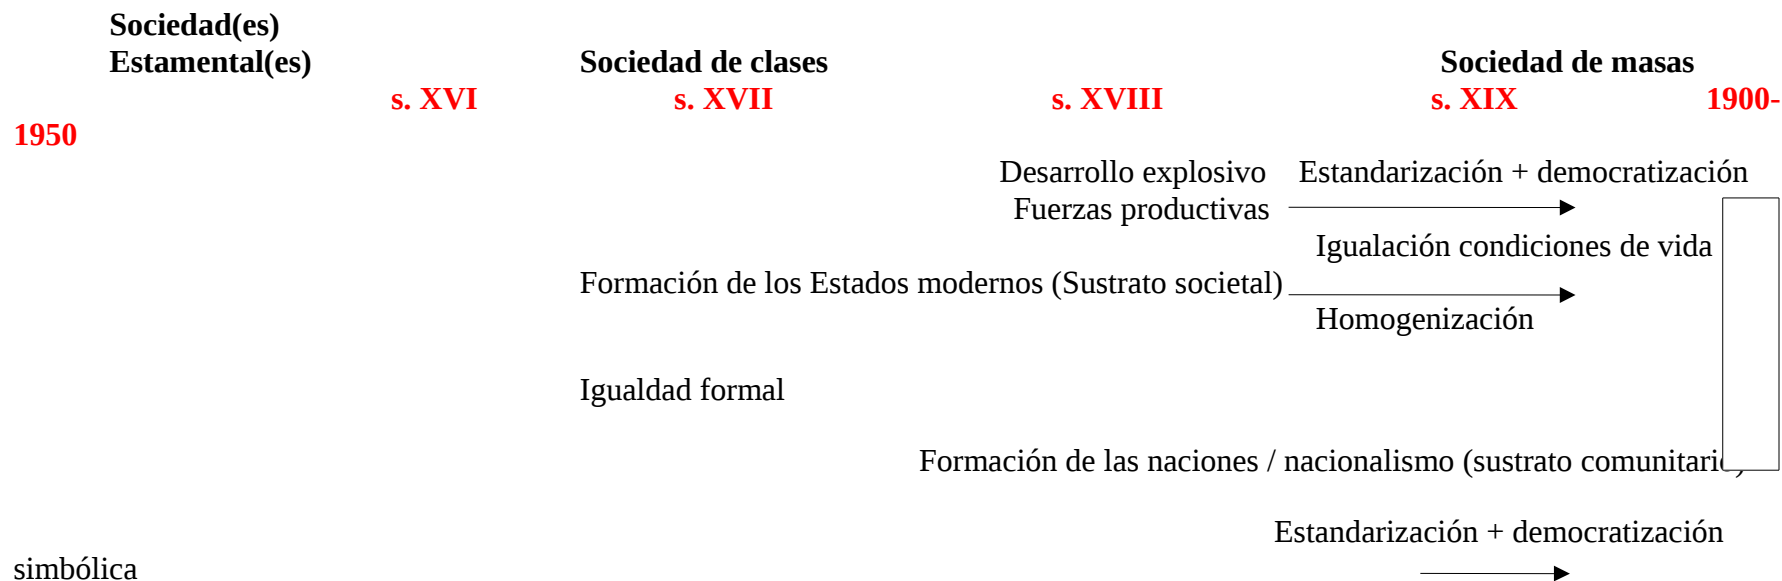 Sociedad(es)
Estamental(es) Sociedad de clases Sociedad de masas
s. XVI s. XVII s. XVIII s. XIX 1900-
1950
Desarrollo explosivo Estandarización + democratización
Fuerzas productivas
Igualación condiciones de vida
Formación de los Estados modernos (Sustrato societal)
Homogenización
Igualdad formal
Formación de las naciones / nacionalismo (sustrato comunitario)
Estandarización + democratización
simbólica